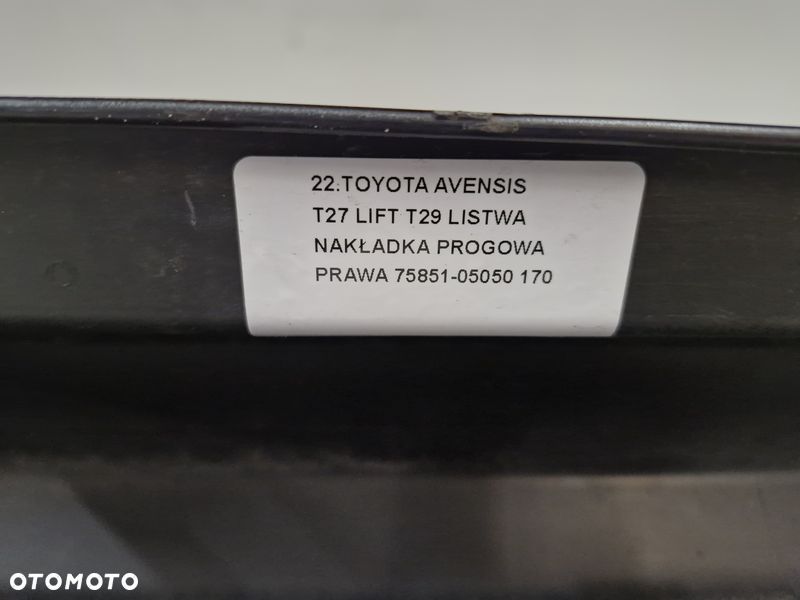 22.TOYOTA AVENSIS
T27 LIFT T29 LISTWA
NAKŁADKA PROGOWA
PRAWA 75851-05050 170
OTOMOTO